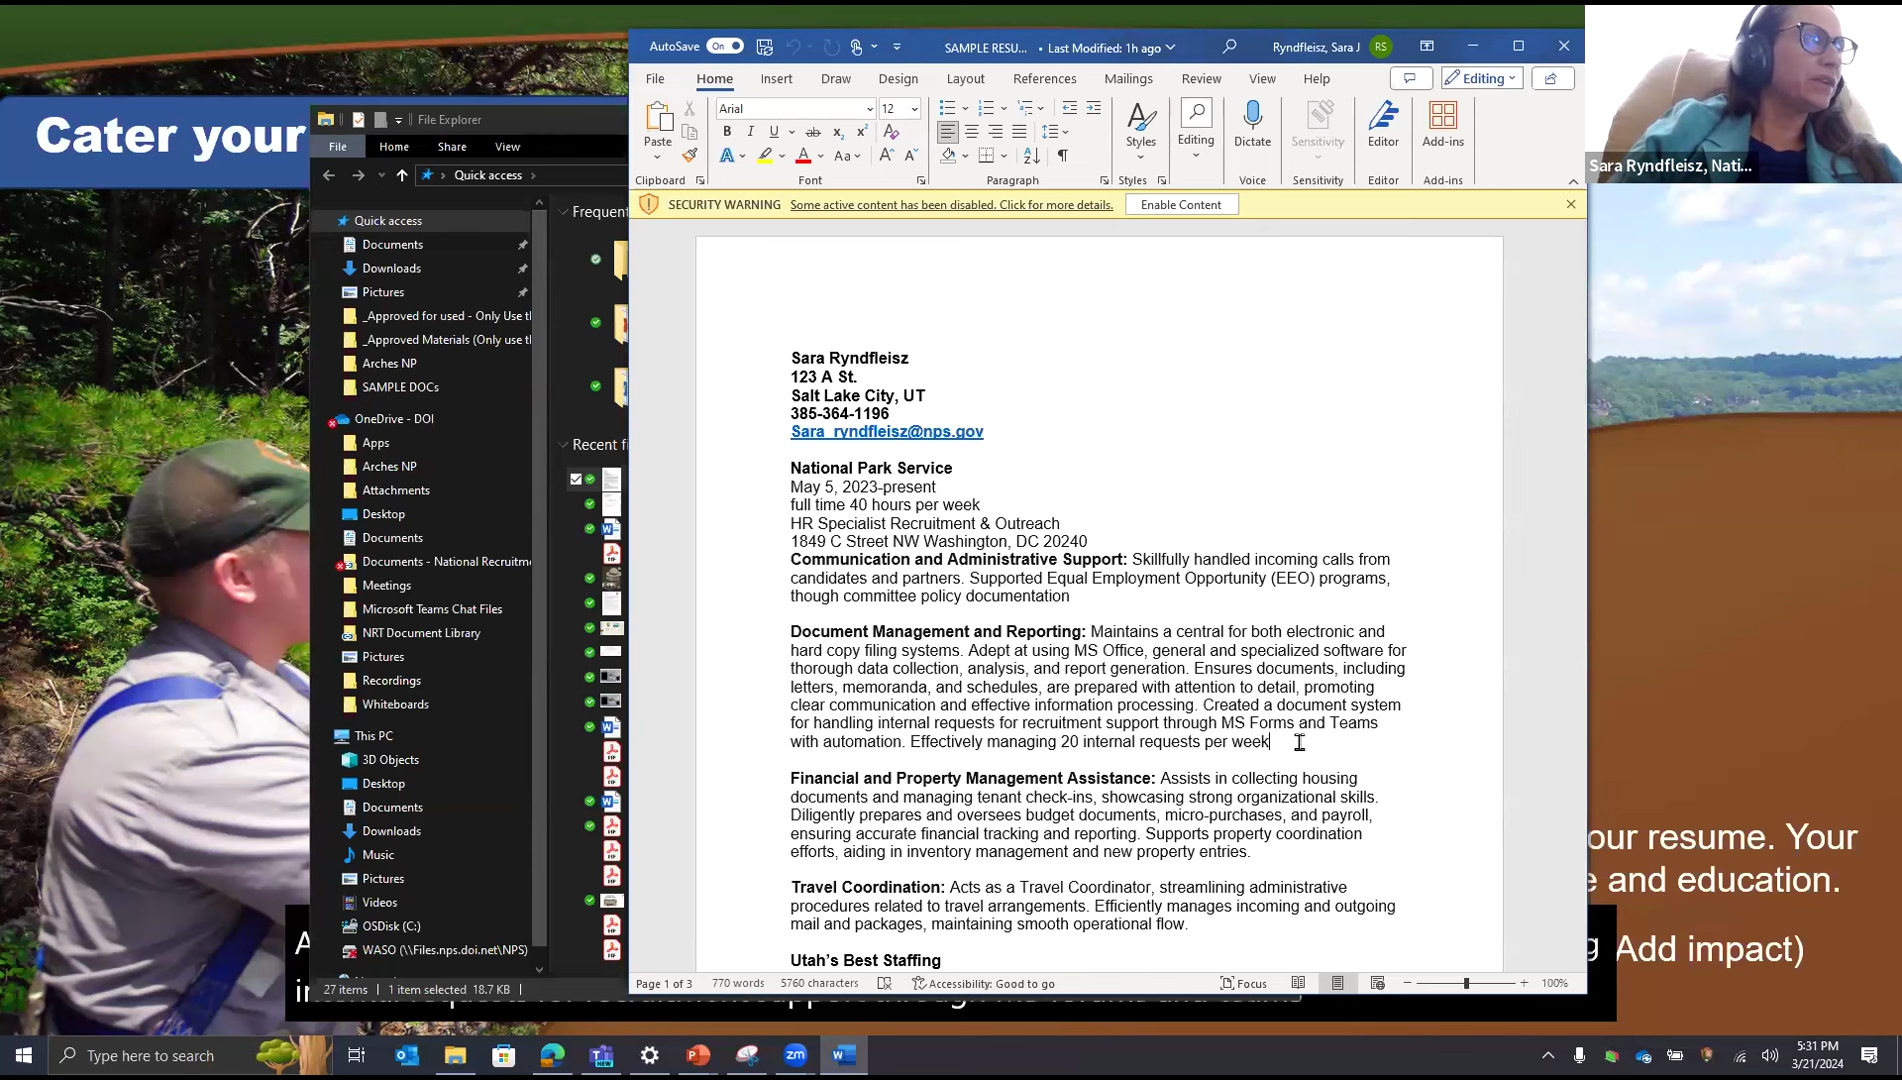 AutoSave On SAMPLE RESU... • Last Modified: 1h ago Ryndfleisz, Sara J RS
File Home Insert Draw Design Layout References Mailings Review View Help Editing
Arial 12
Paste
B I U ab x₂ x²
A A A Aa A A
Styles Editing Dictate Sensitivity Editor Add-ins
Clipboard Font Paragraph Styles Voice Sensitivity Editor Add-ins
SECURITY WARNING Some active content has been disabled. Click for more details. Enable Content
Sara Ryndfleisz, Nati...
Cater your
File Explorer
File Home Share View
Quick access
Quick access
Documents
Downloads
Pictures
_Approved for used - Only Use th
_Approved Materials (Only use t
Arches NP
SAMPLE DOCs
OneDrive - DOI
Apps
Arches NP
Attachments
Desktop
Documents
Documents - National Recruitm
Meetings
Microsoft Teams Chat Files
NRT Document Library
Pictures
Recordings
Whiteboards
This PC
3D Objects
Desktop
Documents
Downloads
Music
Pictures
Videos
OSDisk (C:)
WASO (\\Files.nps.doi.net\NPS)
Frequent
Recent fi
27 items 1 item selected 18.7 KB
Sara Ryndfleisz
123 A St.
Salt Lake City, UT
385-364-1196
Sara_ryndfleisz@nps.gov
National Park Service
May 5, 2023-present
full time 40 hours per week
HR Specialist Recruitment & Outreach
1849 C Street NW Washington, DC 20240
Communication and Administrative Support: Skillfully handled incoming calls from
candidates and partners. Supported Equal Employment Opportunity (EEO) programs,
though committee policy documentation
Document Management and Reporting: Maintains a central for both electronic and
hard copy filing systems. Adept at using MS Office, general and specialized software for
thorough data collection, analysis, and report generation. Ensures documents, including
letters, memoranda, and schedules, are prepared with attention to detail, promoting
clear communication and effective information processing. Created a document system
for handling internal requests for recruitment support through MS Forms and Teams
with automation. Effectively managing 20 internal requests per week
Financial and Property Management Assistance: Assists in collecting housing
documents and managing tenant check-ins, showcasing strong organizational skills.
Diligently prepares and oversees budget documents, micro-purchases, and payroll,
ensuring accurate financial tracking and reporting. Supports property coordination
efforts, aiding in inventory management and new property entries.
Travel Coordination: Acts as a Travel Coordinator, streamlining administrative
procedures related to travel arrangements. Efficiently manages incoming and outgoing
mail and packages, maintaining smooth operational flow.
Utah's Best Staffing
Page 1 of 3 770 words 5760 characters Accessibility: Good to go Focus 100%
our resume. Your
e and education.
g Add impact)
Type here to search
5:31 PM
3/21/2024